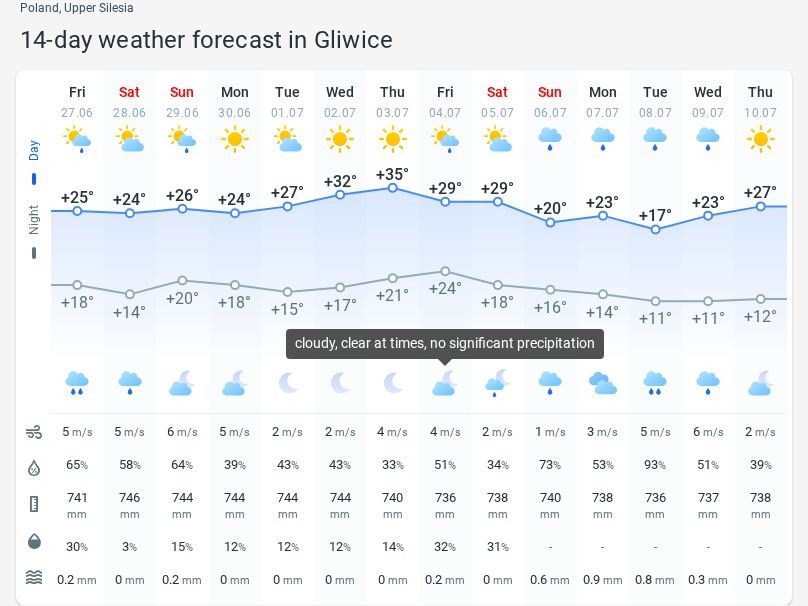 Poland, Upper Silesia
14-day weather forecast in Gliwice
Fri Sat Sun Mon Tue Wed Thu Fri Sat Sun Mon Tue Wed Thu
27.06 28.06 29.06 30.06 01.07 02.07 03.07 04.07 05.07 06.07 07.07 08.07 09.07 10.07
Day
+25° +24° +26° +24° +27° +32° +35° +29° +29° +20° +23° +17° +23° +27°
Night
+18° +14° +20° +18° +15° +17° +21° +24° +18° +16° +14° +11° +11° +12°
cloudy, clear at times, no significant precipitation
5 m/s 5 m/s 6 m/s 5 m/s 2 m/s 2 m/s 4 m/s 4 m/s 2 m/s 1 m/s 3 m/s 5 m/s 6 m/s 2 m/s
65% 58% 64% 39% 43% 43% 33% 51% 34% 73% 53% 93% 51% 39%
741 746 744 744 744 744 740 736 738 740 738 736 737 738
mm mm mm mm mm mm mm mm mm mm mm mm mm mm
30% 3% 15% 12% 12% 12% 14% 32% 31% - - - - -
0.2 mm 0 mm 0.2 mm 0 mm 0 mm 0 mm 0 mm 0.2 mm 0 mm 0.6 mm 0.9 mm 0.8 mm 0.3 mm 0 mm